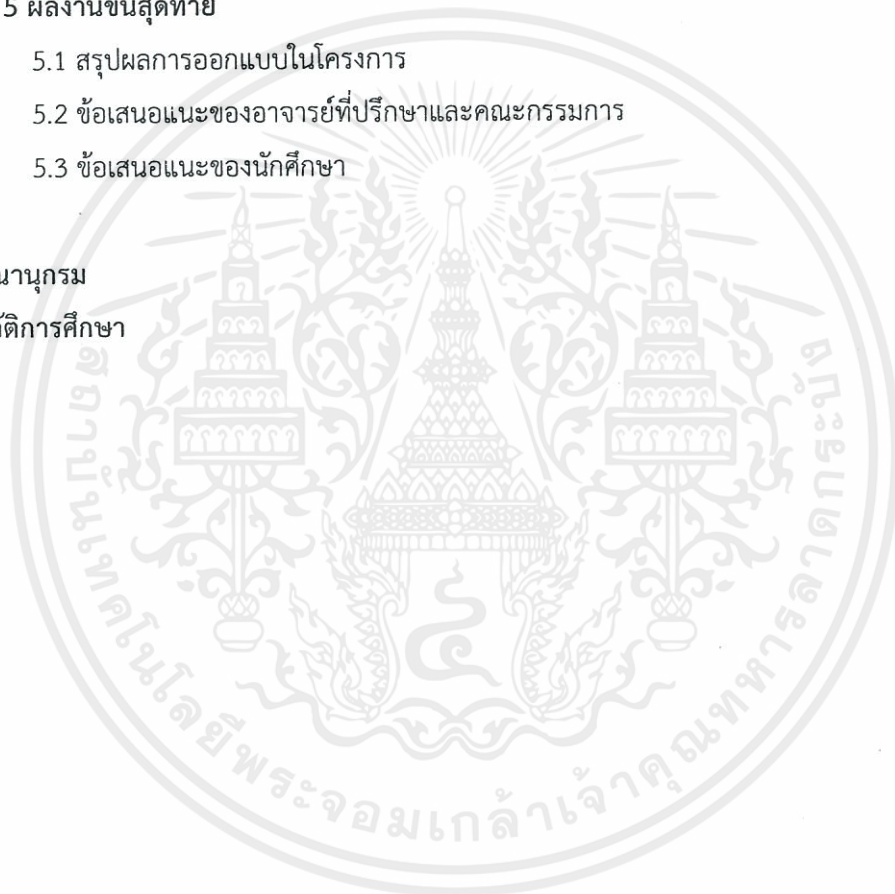 5 ผลงานขั้นสุดท้าย
5.1 สรุปผลการออกแบบในโครงการ
5.2 ข้อเสนอแนะของอาจารย์ที่ปรึกษาและคณะกรรมการ
5.3 ข้อเสนอแนะของนักศึกษา
นานุกรม
ัติการศึกษา
สถาบันเทคโนโลยีพระจอมเกล้าเจ้าคุณทหารลาดกระบัง